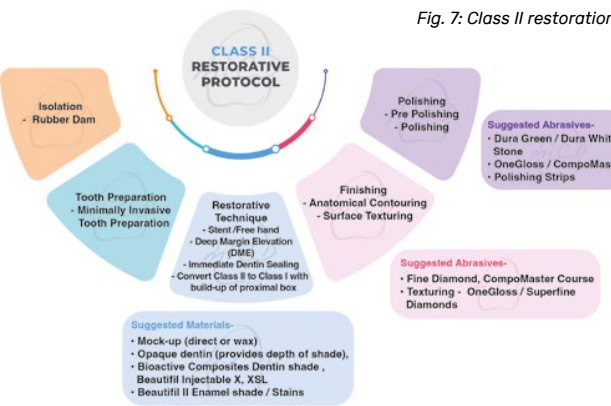 Fig. 7: Class II restoration
CLASS II
RESTORATIVE
PROTOCOL
Isolation
- Rubber Dam
Tooth Preparation
- Minimally Invasive
Tooth Preparation
Restorative
Technique
- Stent /Free hand
- Deep Margin Elevation
(DME)
- Immediate Dentin Sealing
- Convert Class II to Class I with
build-up of proximal box
Suggested Materials-
• Mock-up (direct or wax)
• Opaque dentin (provides depth of shade),
• Bioactive Composites Dentin shade ,
Beautifil Injectable X, XSL
• Beautifil II Enamel shade / Stains
Finishing
- Anatomical Contouring
- Surface Texturing
Suggested Abrasives-
• Fine Diamond, CompoMaster Course
• Texturing - OneGloss / Superfine
Diamonds
Polishing
- Pre Polishing
- Polishing
Suggested Abrasives-
• Dura Green / Dura Whit
Stone
• OneGloss / CompoMas
• Polishing Strips